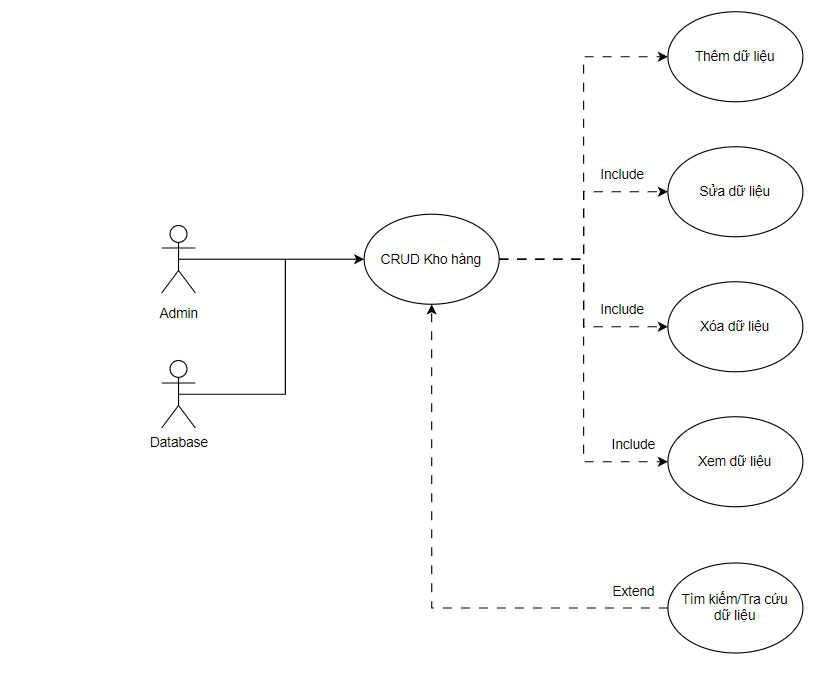 Thêm dữ liệu
Include
Sửa dữ liệu
CRUD Kho hàng
Admin
Include
Xóa dữ liệu
Database
Include
Xem dữ liệu
Extend
Tìm kiếm/Tra cứu
dữ liệu